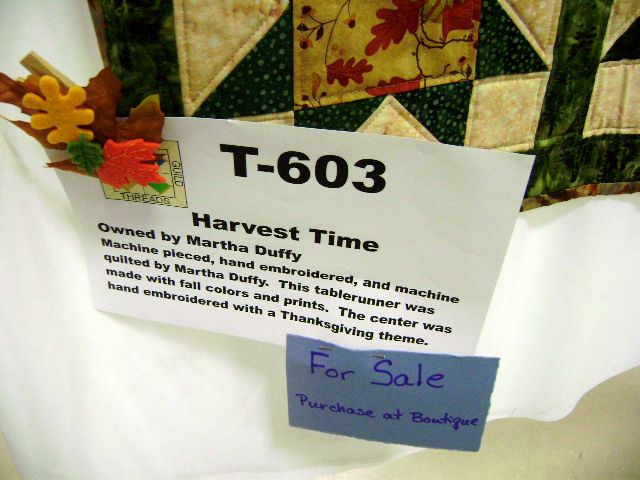 T-603
GUILD
THREADS
Harvest Time
Owned by Martha Duffy
Machine pieced, hand embroidered, and machine
quilted by Martha Duffy. This tablerunner was
made with fall colors and prints. The center was
hand embroidered with a Thanksgiving theme.
For Sale
Purchase at Boutique